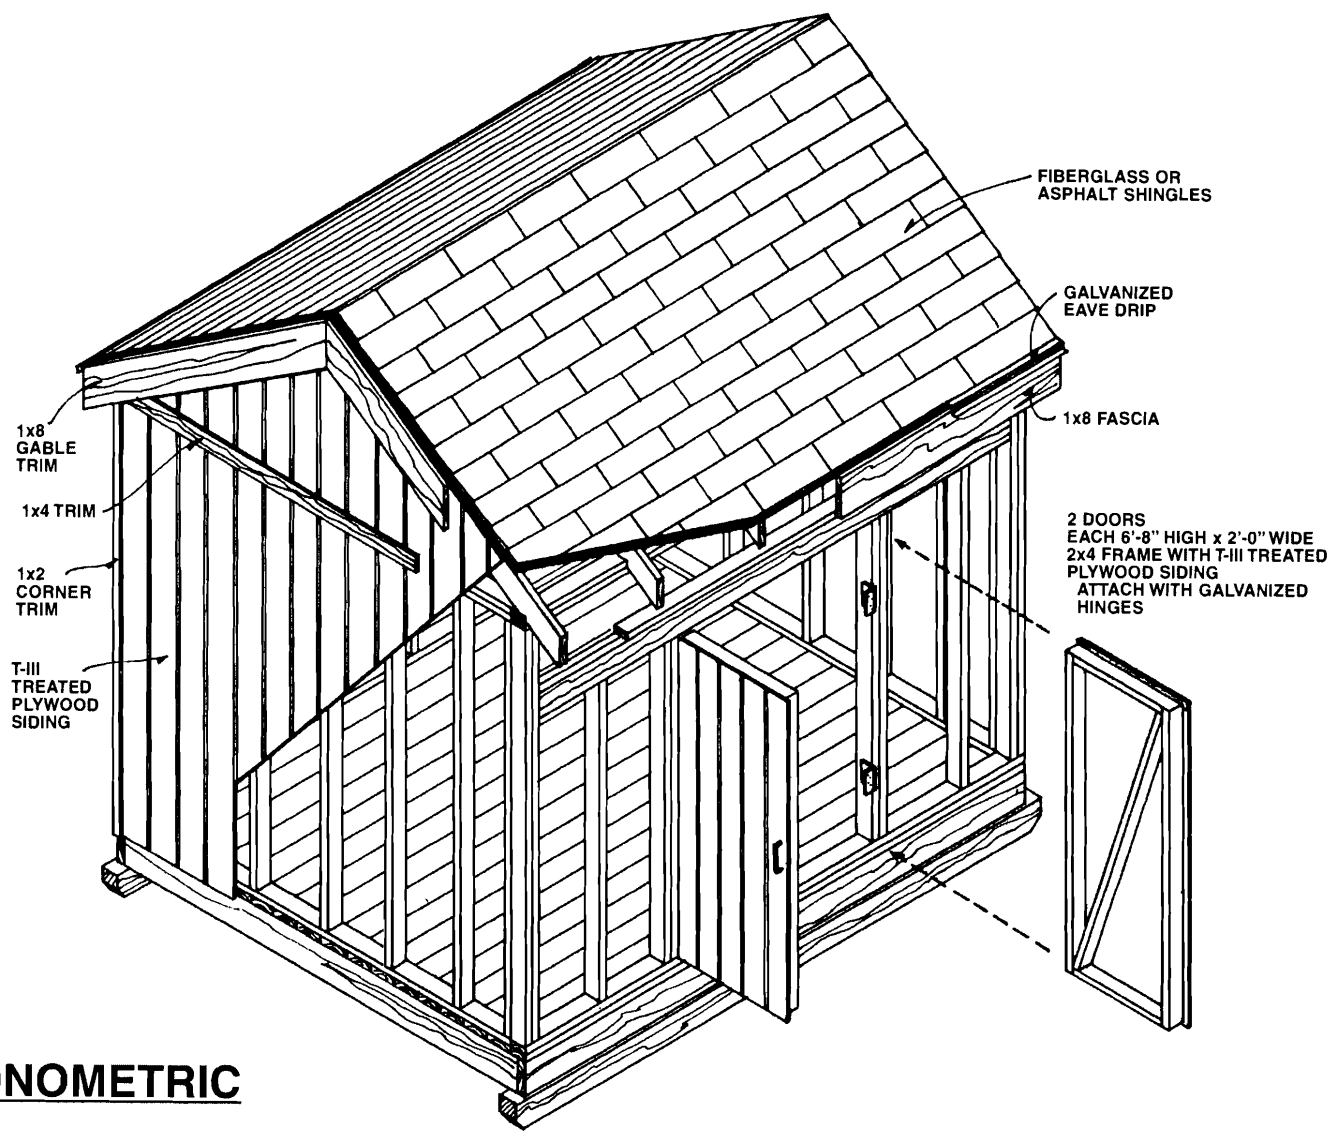 FIBERGLASS OR
ASPHALT SHINGLES
GALVANIZED
EAVE DRIP
1x8 FASCIA
1x8
GABLE
TRIM
1x4 TRIM
1x2
CORNER
TRIM
T-III
TREATED
PLYWOOD
SIDING
2 DOORS
EACH 6'-8" HIGH x 2'-0" WIDE
2x4 FRAME WITH T-III TREATED
PLYWOOD SIDING
ATTACH WITH GALVANIZED
HINGES
ONOMETRIC